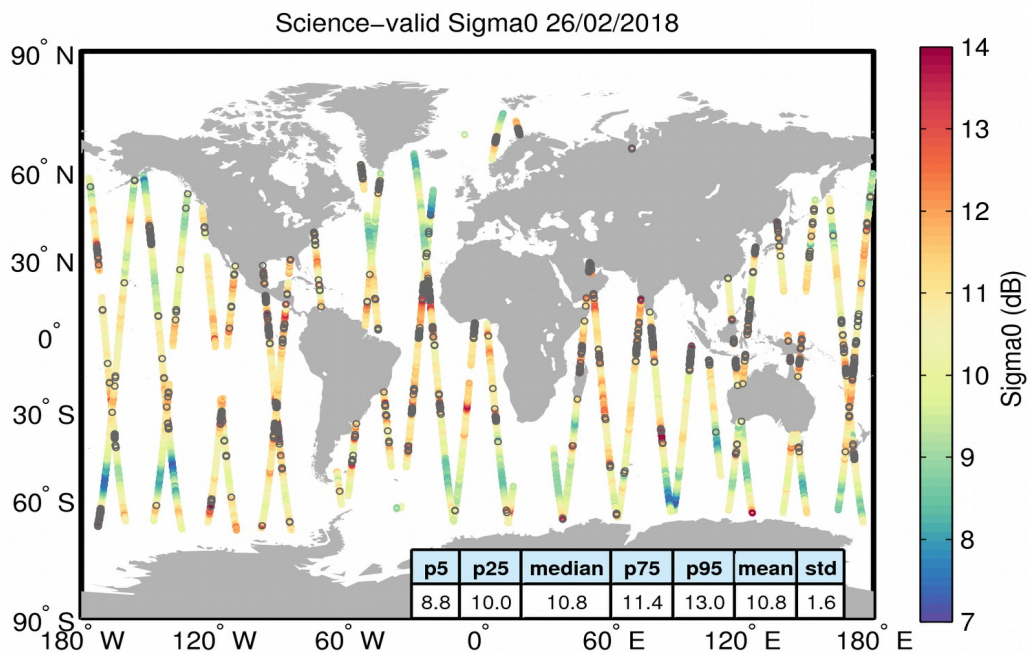 Science−valid Sigma0 26/02/2018
90° N
60° N
30° N
0°
30° S
60° S
90° S
180° W
120° W
60° W
0°
60° E
120° E
180° E
14
13
12
11
10
9
8
7
Sigma0 (dB)
p5 p25 median p75 p95 mean std
8.8 10.0 10.8 11.4 13.0 10.8 1.6